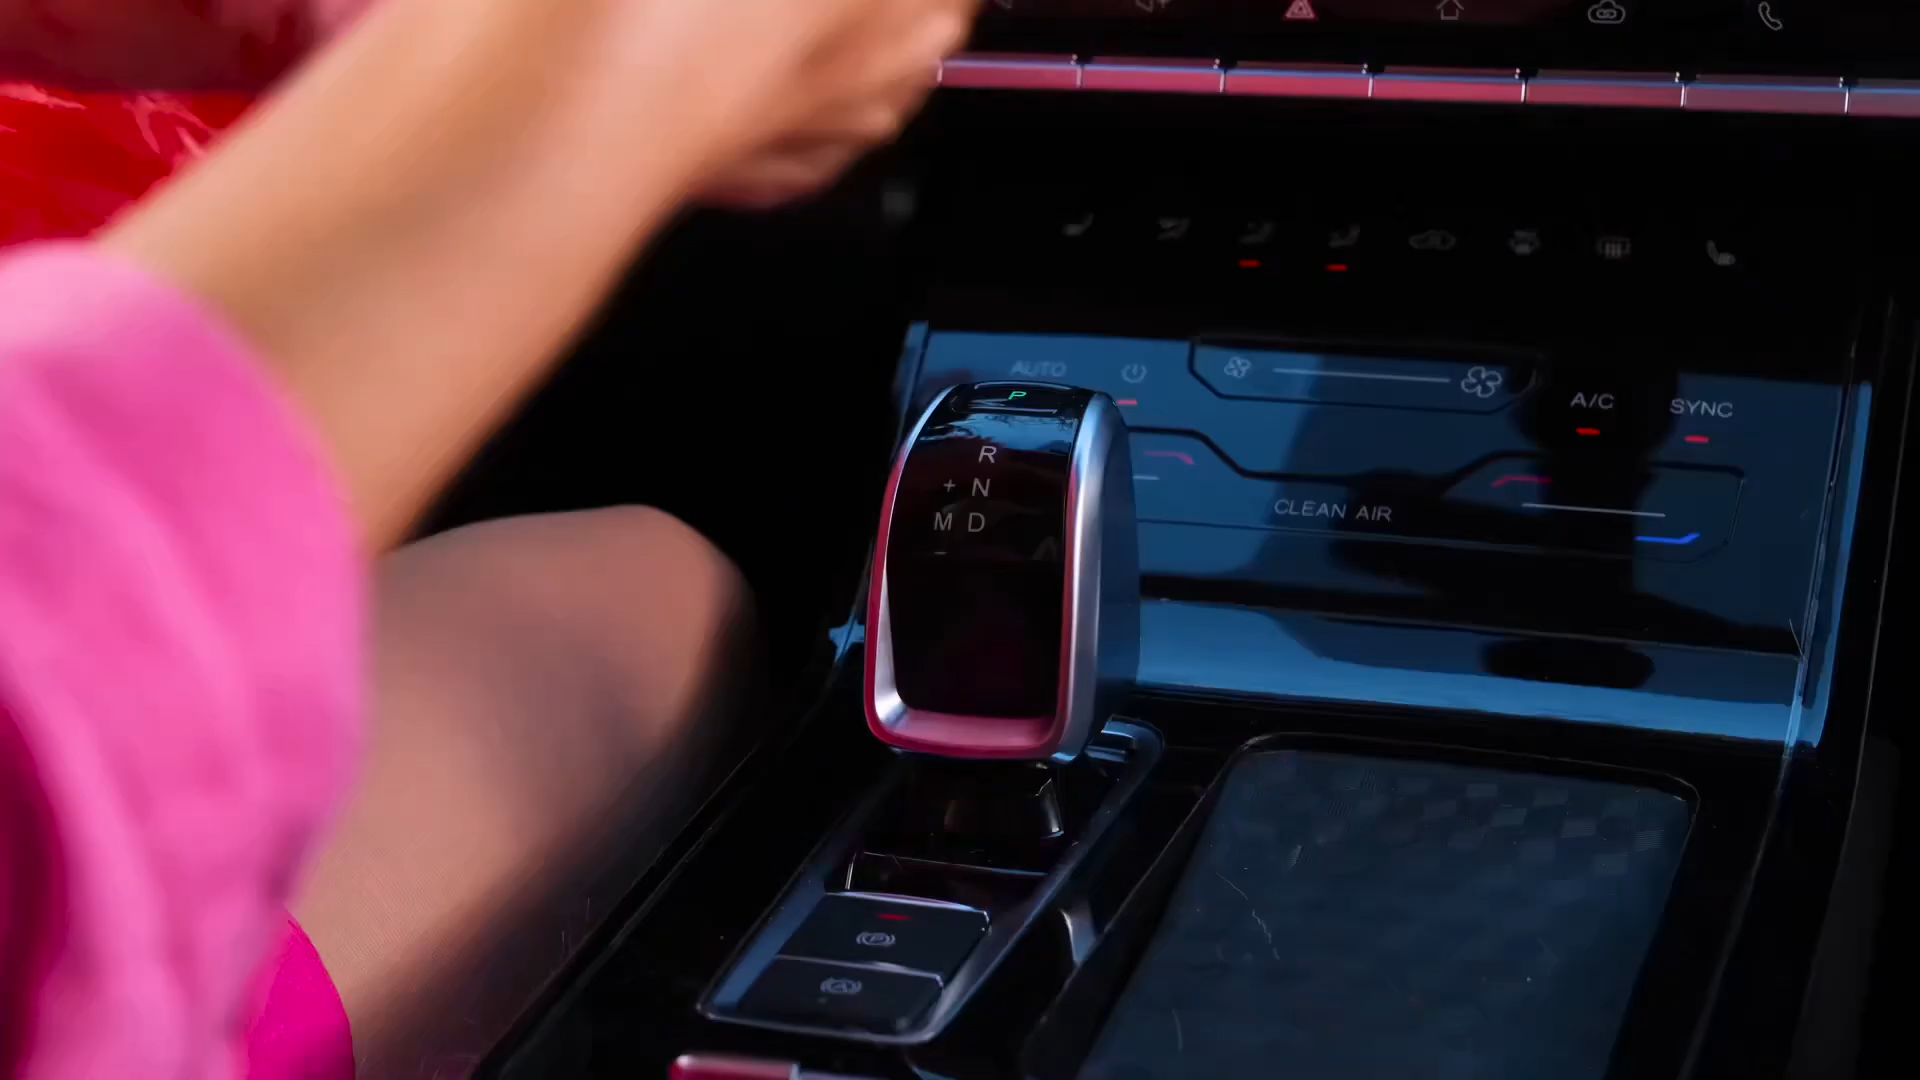 AUTO
A/C SYNC
P
R
+ N
M D
−
CLEAN AIR
P
A